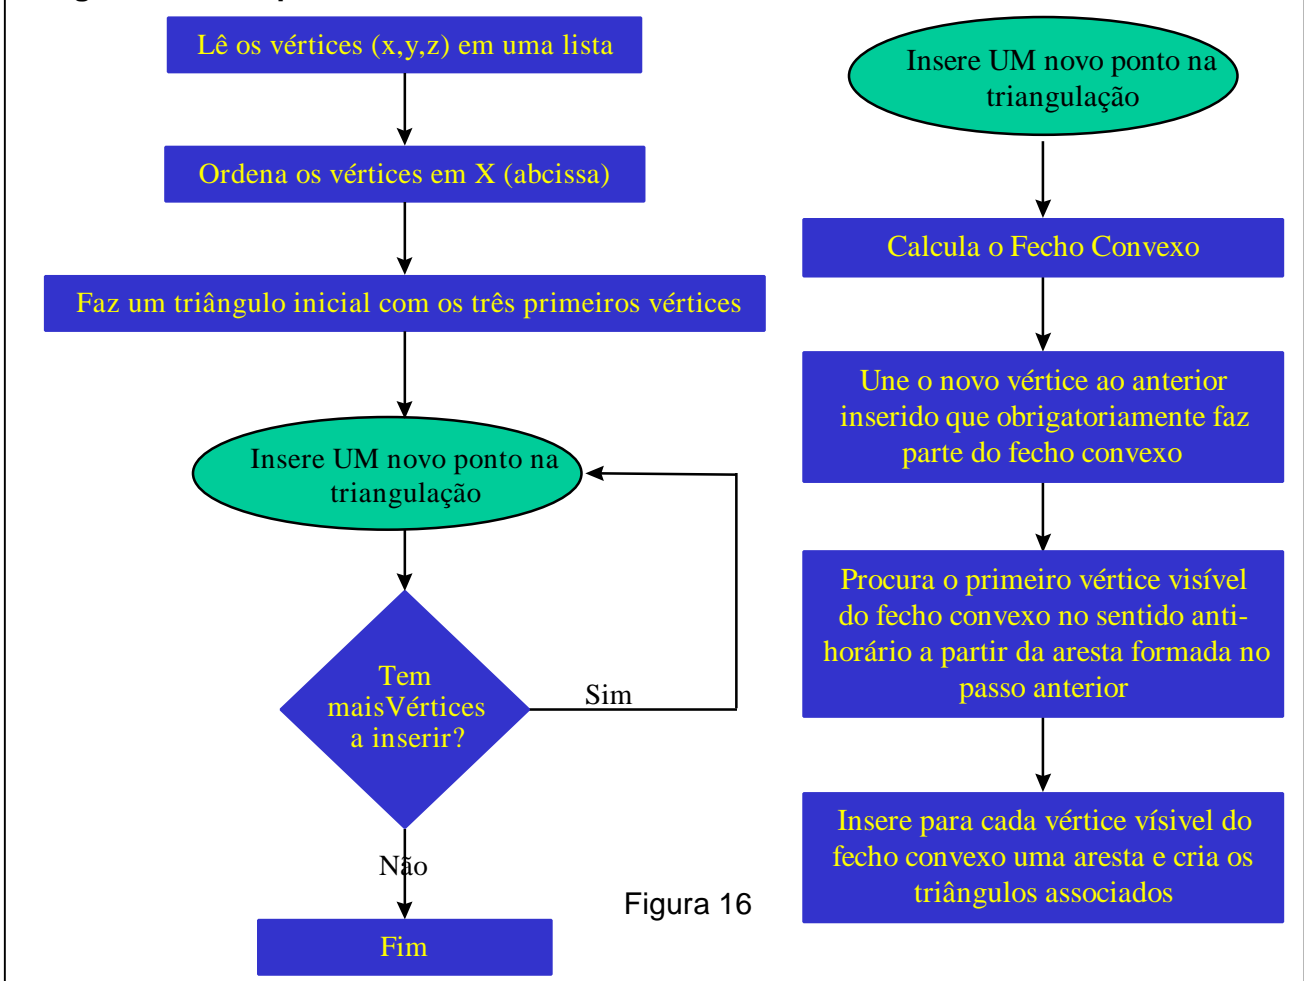 Lê os vértices (x,y,z) em uma lista
Ordena os vértices em X (abcissa)
Faz um triângulo inicial com os três primeiros vértices
Insere UM novo ponto na
triangulação
Tem
maisVértices
a inserir?
Sim
Não
Fim
Insere UM novo ponto na
triangulação
Calcula o Fecho Convexo
Une o novo vértice ao anterior
inserido que obrigatoriamente faz
parte do fecho convexo
Procura o primeiro vértice visível
do fecho convexo no sentido anti-
horário a partir da aresta formada no
passo anterior
Insere para cada vértice vísivel do
fecho convexo uma aresta e cria os
triângulos associados
Figura 16